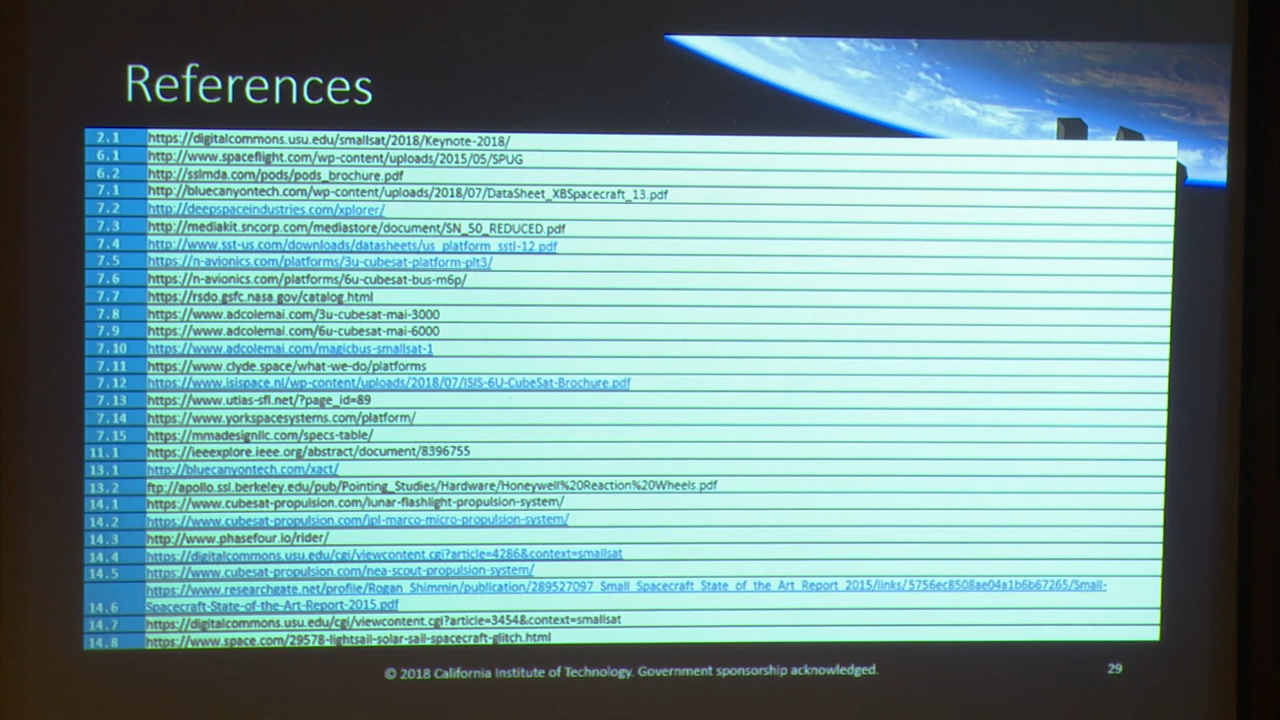 References
2.1 https://digitalcommons.usu.edu/smallsat/2018/Keynote-2018/
6.1 http://www.spaceflight.com/wp-content/uploads/2015/05/SPUG
6.2 http://sslmda.com/pods/pods_brochure.pdf
7.1 http://bluecanyontech.com/wp-content/uploads/2018/07/DataSheet_XBSpacecraft_13.pdf
7.2 http://deepspaceindustries.com/xplorer/
7.3 http://mediakit.sncorp.com/mediastore/document/SN_50_REDUCED.pdf
7.4 http://www.sst-us.com/downloads/datasheets/us_platform_sstl-12.pdf
7.5 https://n-avionics.com/platforms/3u-cubesat-platform-plt3/
7.6 https://n-avionics.com/platforms/6u-cubesat-bus-m6p/
7.7 https://rsdo.gsfc.nasa.gov/catalog.html
7.8 https://www.adcolemai.com/3u-cubesat-mai-3000
7.9 https://www.adcolemai.com/6u-cubesat-mai-6000
7.10 https://www.adcolemai.com/magicbus-smallsat-1
7.11 https://www.clyde.space/what-we-do/platforms
7.12 https://www.isispace.nl/wp-content/uploads/2018/07/ISIS-6U-CubeSat-Brochure.pdf
7.13 https://www.utias-sfl.net/?page_id=89
7.14 https://www.yorkspacesystems.com/platform/
7.15 https://mmadesignllc.com/specs-table/
11.1 https://ieeexplore.ieee.org/abstract/document/8396755
13.1 http://bluecanyontech.com/xact/
13.2 ftp://apollo.ssl.berkeley.edu/pub/Pointing_Studies/Hardware/Honeywell%20Reaction%20Wheels.pdf
14.1 https://www.cubesat-propulsion.com/lunar-flashlight-propulsion-system/
14.2 https://www.cubesat-propulsion.com/jpl-marco-micro-propulsion-system/
14.3 http://www.phasefour.io/rider/
14.4 https://digitalcommons.usu.edu/cgi/viewcontent.cgi?article=4286&context=smallsat
14.5 https://www.cubesat-propulsion.com/nea-scout-propulsion-system/
https://www.researchgate.net/profile/Rogan_Shimmin/publication/289527097_Small_Spacecraft_State_of_the_Art_Report_2015/links/5756ec8508ae04a1b6b67265/Small-
14.6 Spacecraft-State-of-the-Art-Report-2015.pdf
14.7 https://digitalcommons.usu.edu/cgi/viewcontent.cgi?article=3454&context=smallsat
14.8 https://www.space.com/29578-lightsail-solar-sail-spacecraft-glitch.html
© 2018 California Institute of Technology. Government sponsorship acknowledged.
29